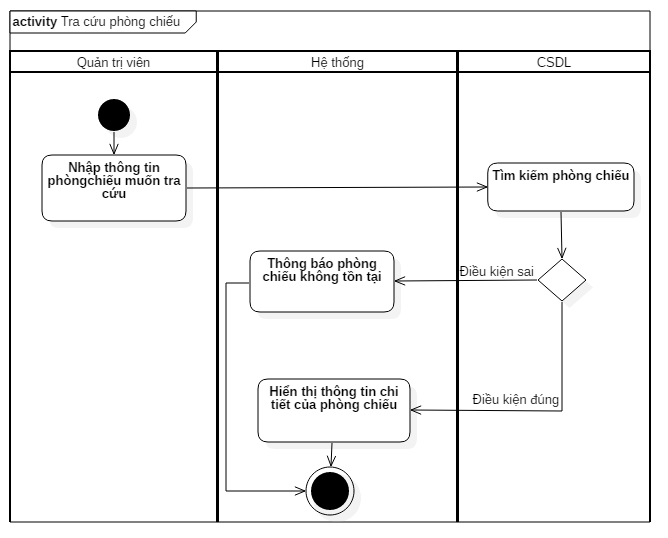 activity Tra cứu phòng chiếu
Quản trị viên
Hệ thống
CSDL
Nhập thông tin
phòngchiếu muốn tra
cứu
Tìm kiếm phòng chiếu
Thông báo phòng
chiếu không tồn tại
Điều kiện sai
Hiển thị thông tin chi
tiết của phòng chiếu
Điều kiện đúng